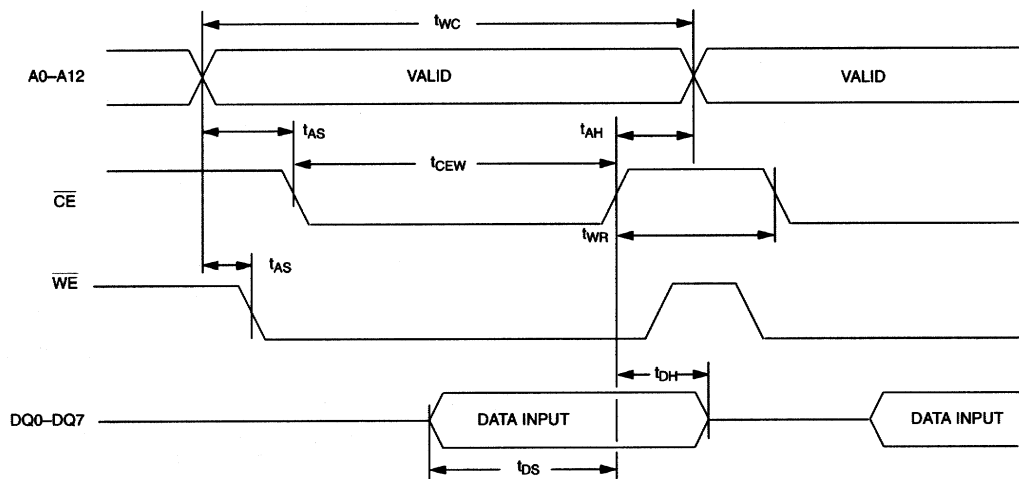 tWC
A0–A12
VALID
VALID
tAS
tAH
tCEW
CE
tWR
tAS
WE
tDH
DQ0–DQ7
DATA INPUT
DATA INPUT
tDS